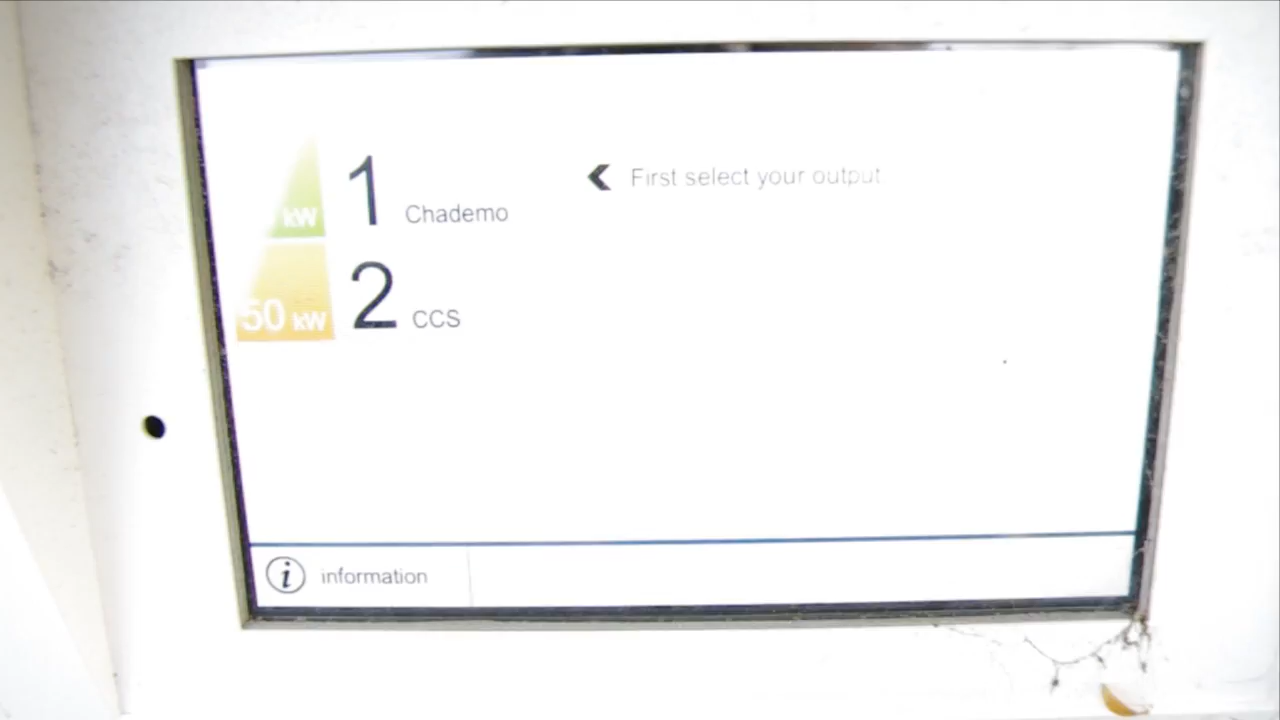 kW 1 Chademo
First select your output.
50 kW 2 CCS
i information